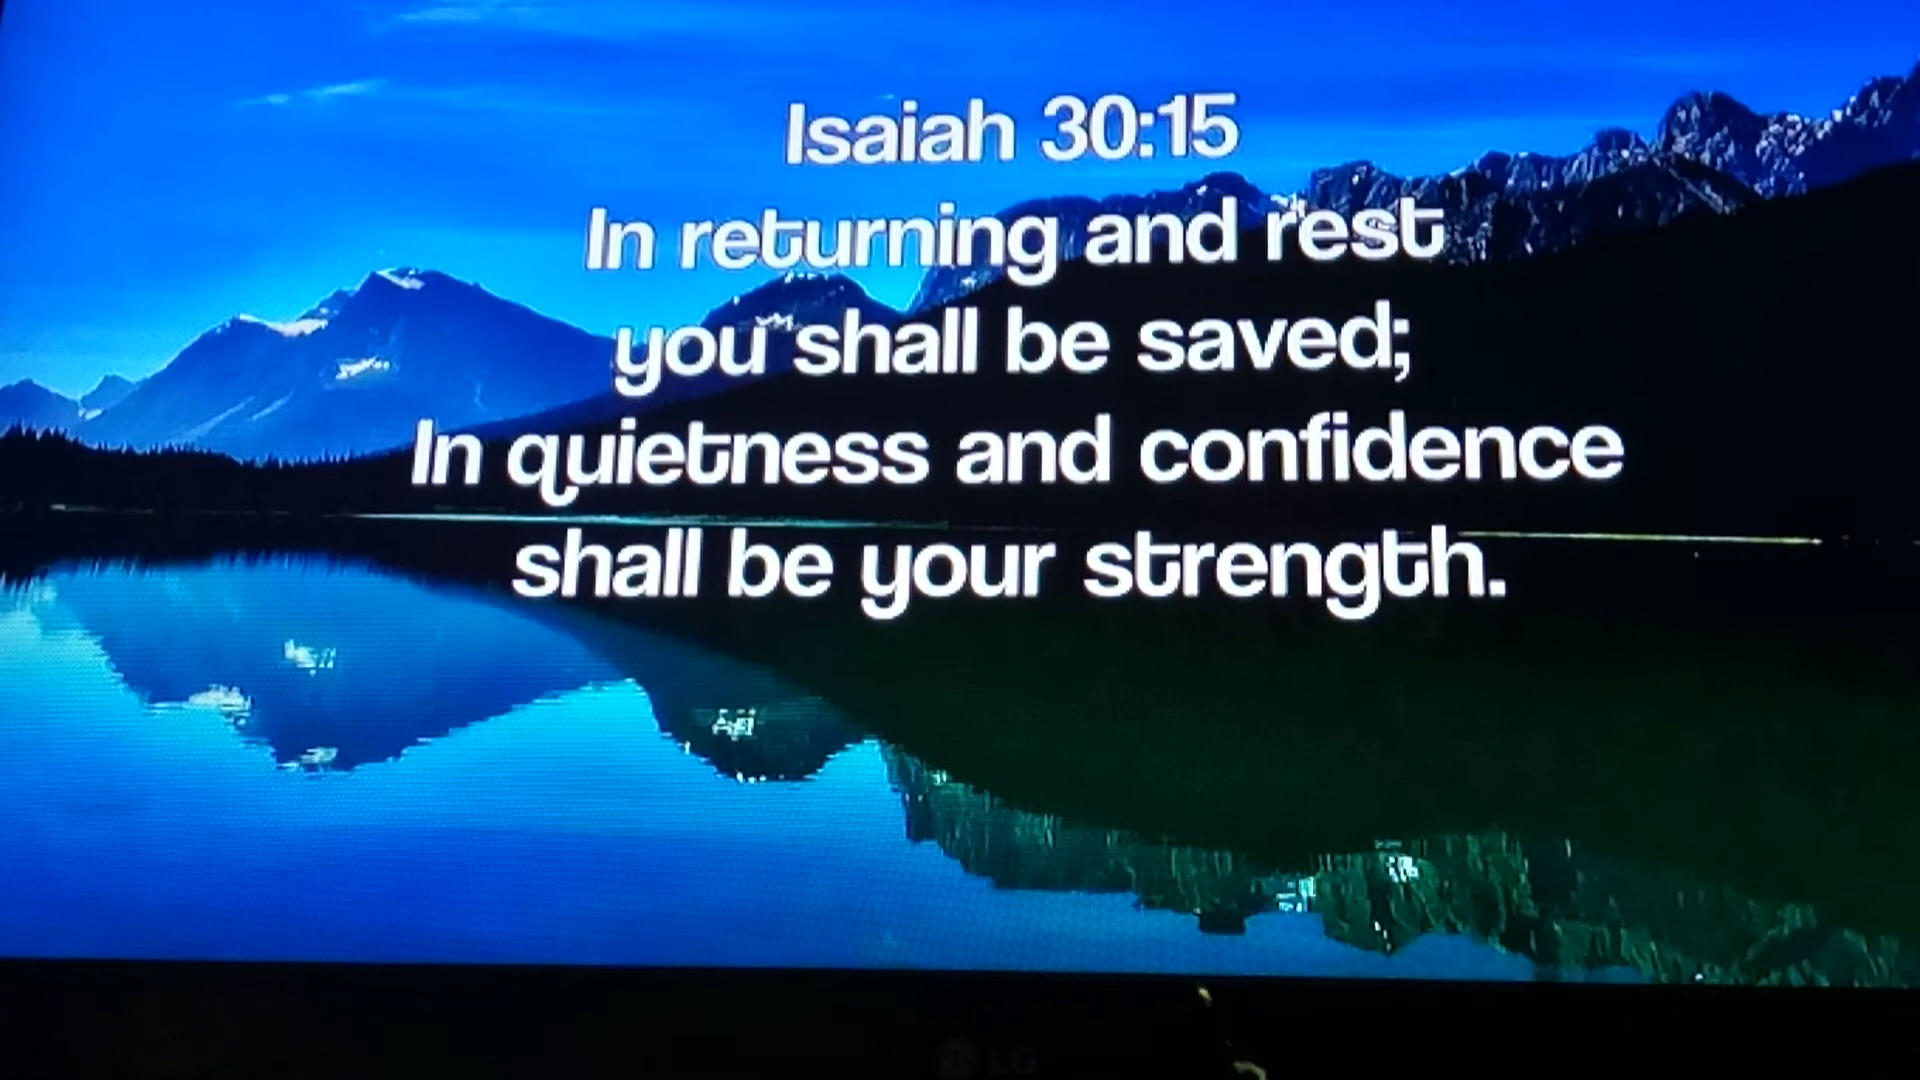 Isaiah 30:15
In returning and rest
you shall be saved;
In quietness and confidence
shall be your strength.
LG